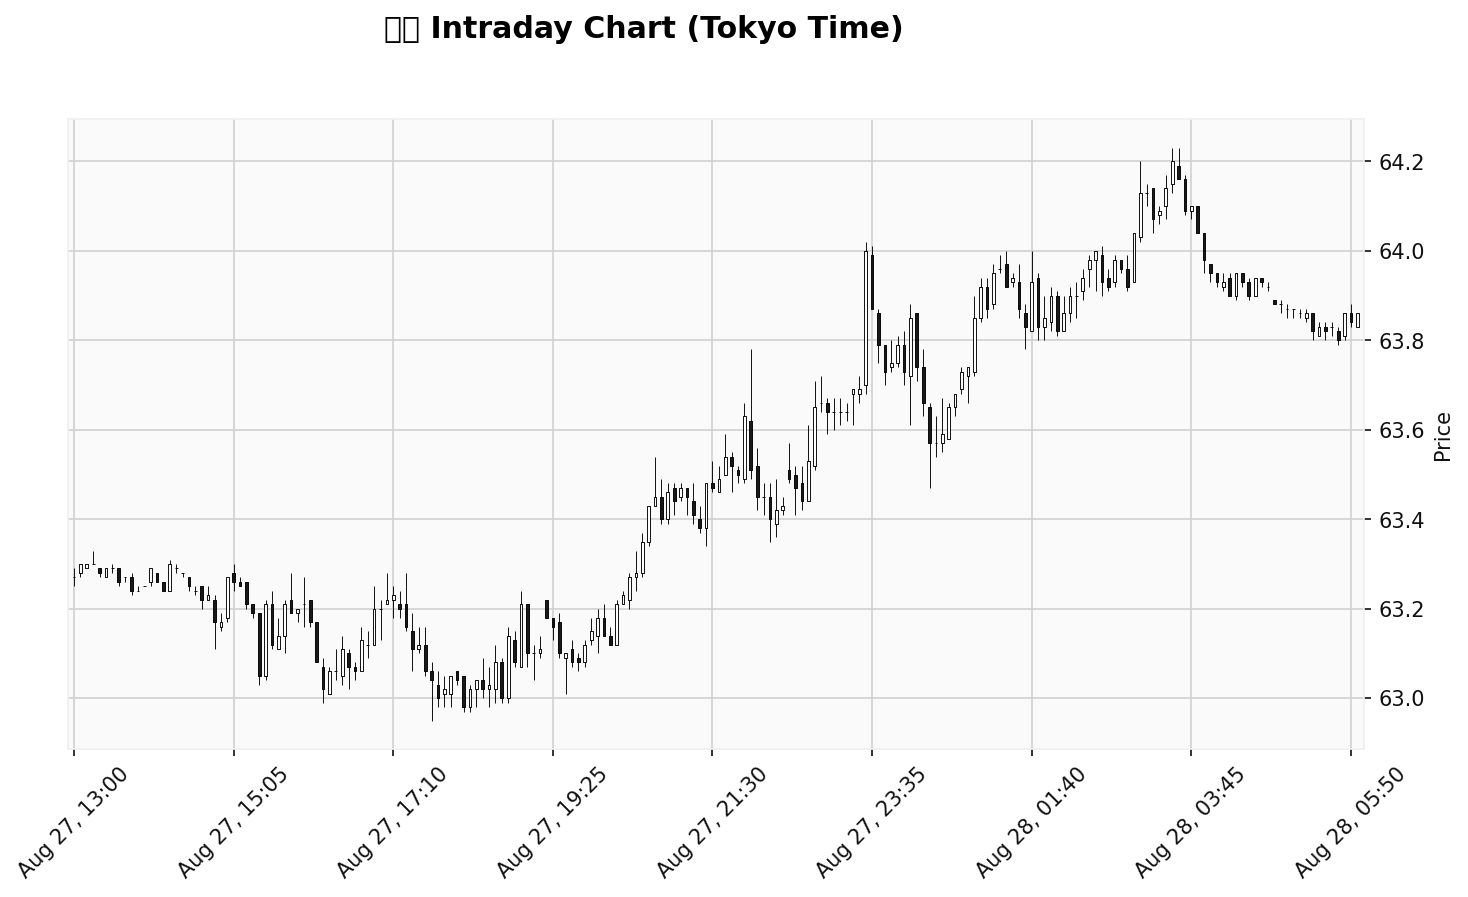 Intraday Chart (Tokyo Time)
64.2
64.0
63.8
63.6
63.4
63.2
63.0
Price
Aug 27, 13:00
Aug 27, 15:05
Aug 27, 17:10
Aug 27, 19:25
Aug 27, 21:30
Aug 27, 23:35
Aug 28, 01:40
Aug 28, 03:45
Aug 28, 05:50